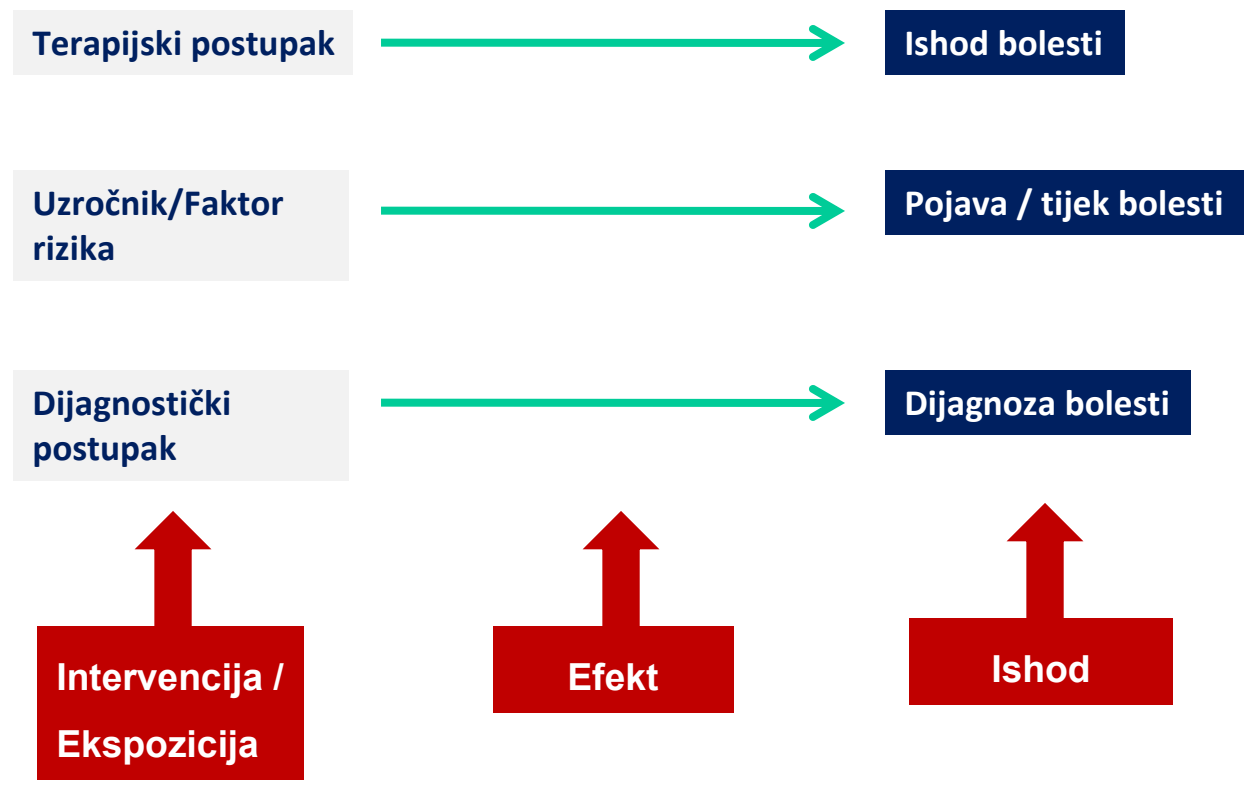 Terapijski postupak
Ishod bolesti
Uzročnik/Faktor
rizika
Pojava / tijek bolesti
Dijagnostički
postupak
Dijagnoza bolesti
Intervencija /
Ekspozicija
Efekt
Ishod